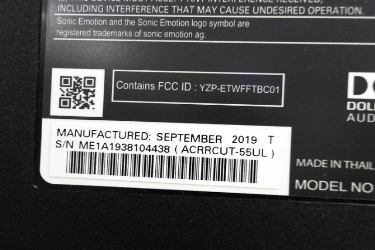 INCLUDING INTERFERENCE THAT MAY CAUSE UNDESIRED OPERATION.
Sonic Emotion and the Sonic Emotion logo symbol are
registered trademarks of sonic emotion ag.
Contains FCC ID : YZP-ETWFFTBC01
DOLBY
AUD
MANUFACTURED: SEPTEMBER 2019 T
S/N ME1A1938104438 ( ACRRCUT-55UL )
MADE IN THAIL
MODEL NO